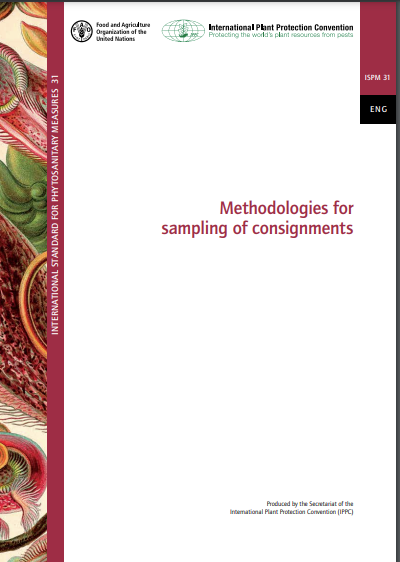 Food and Agriculture
Organization of the
United Nations
International Plant Protection Convention
Protecting the world's plant resources from pests
ISPM 31
ENG
INTERNATIONAL STANDARD FOR PHYTOSANITARY MEASURES 31
Methodologies for
sampling of consignments
Produced by the Secretariat of the
International Plant Protection Convention (IPPC)